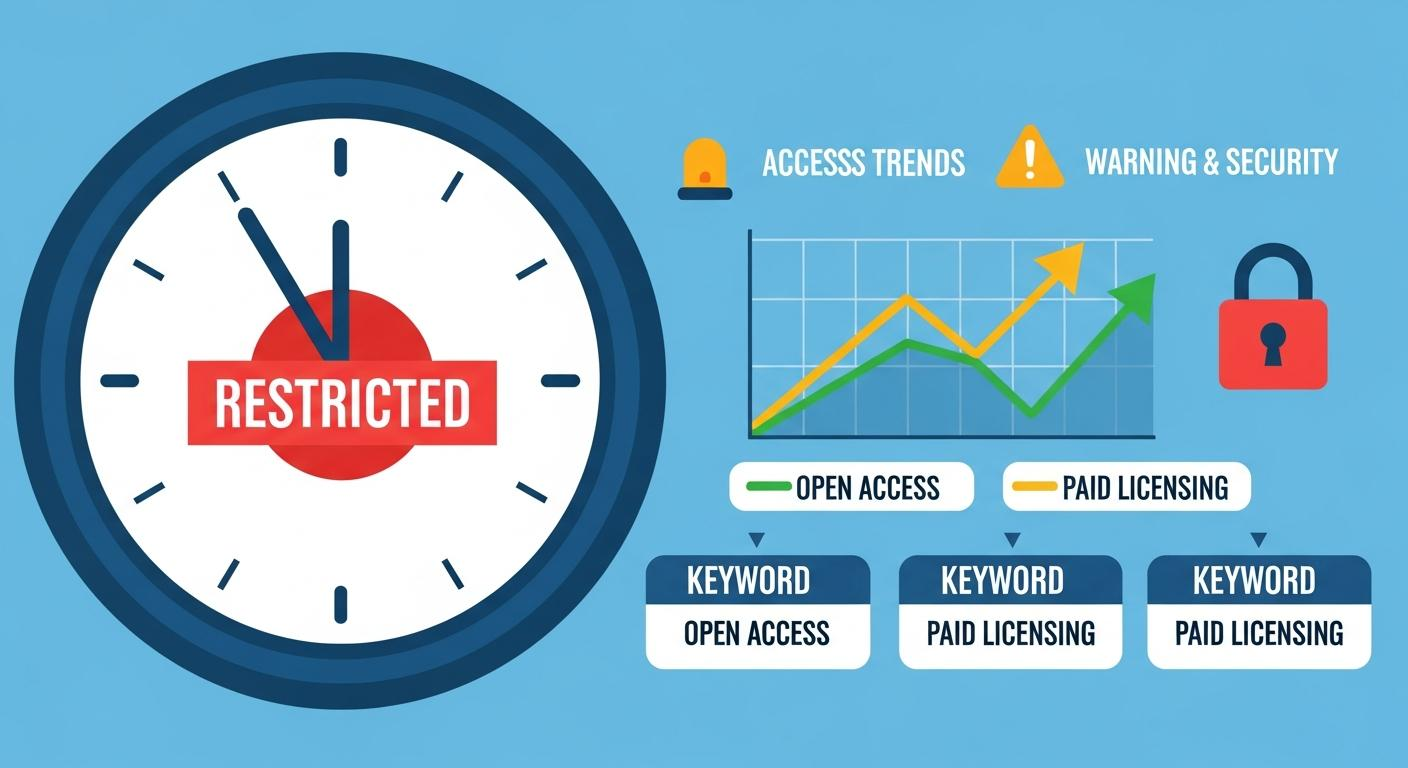 RESTRICTED
ACCESSS TRENDS
WARNING & SECURITY
OPEN ACCESS
PAID LICENSING
KEYWORD
OPEN ACCESS
KEYWORD
PAID LICENSING
KEYWORD
PAID LICENSING